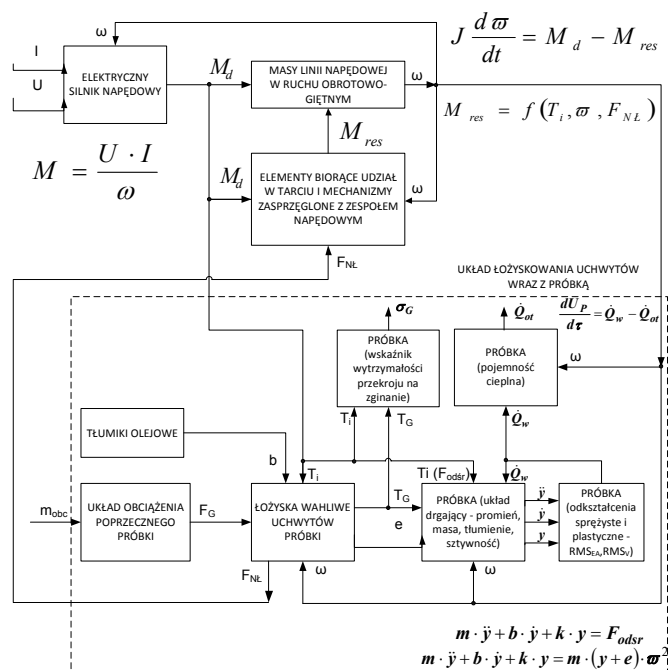 I
U
ELEKTRYCZNY
SILNIK NAPĘDOWY
ω
M_d
MASY LINII NAPĘDOWEJ
W RUCHU OBROTOWO-
GIĘTNYM
ω
J dϖ/dt = M_d − M_res
M_res = f(T_i, ϖ, F_NŁ)
M = U · I / ω
M_res
M_d
ELEMENTY BIORĄCE UDZIAŁ
W TARCIU I MECHANIZMY
ZASPRZĘGLONE Z ZESPOŁEM
NAPĘDOWYM
ω
F_NŁ
UKŁAD ŁOŻYSKOWANIA UCHWYTÓW
WRAZ Z PRÓBKĄ
σ_G
Q̇_ot
dU_P/dτ = Q̇_w − Q̇_ot
PRÓBKA
(wskaźnik
wytrzymałości
przekroju na
zginanie)
PRÓBKA
(pojemność
cieplna)
ω
T_i
T_G
Q̇_w
TŁUMIKI OLEJOWE
b
T_i
Ti (F_odśr)
Q̇_w
m_obc
UKŁAD OBCIĄŻENIA
POPRZECZNEGO
PRÓBKI
F_G
ŁOŻYSKA WAHLIWE
UCHWYTÓW
PRÓBKI
T_G
e
PRÓBKA (układ
drgający - promień,
masa, tłumienie,
sztywność)
ÿ
ẏ
y
PRÓBKA
(odkształcenia
sprężyste i
plastyczne -
RMS_EA,RMS_V)
F_NŁ
ω
ω
m · ÿ + b · ẏ + k · y = F_odsr
m · ÿ + b · ẏ + k · y = m · (y + e) · ϖ²